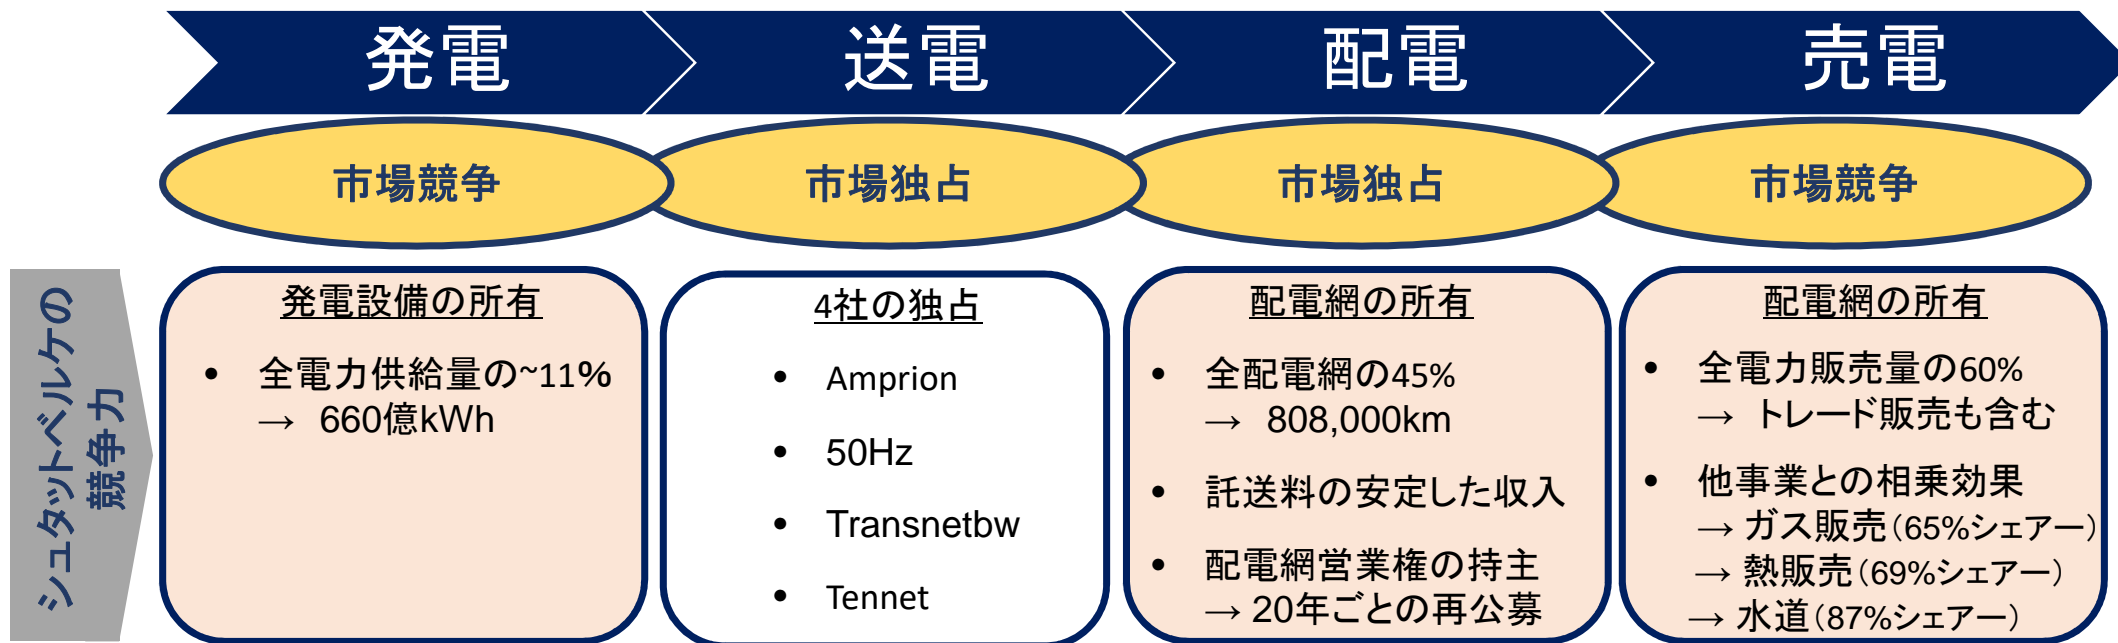 発電
送電
配電
売電
市場競争
市場独占
市場独占
市場競争
シュタットベルケの
競争力
発電設備の所有
• 全電力供給量の~11%
→ 660億kWh
4社の独占
• Amprion
• 50Hz
• Transnetbw
• Tennet
配電網の所有
• 全配電網の45%
→ 808,000km
• 託送料の安定した収入
• 配電網営業権の持主
→ 20年ごとの再公募
配電網の所有
• 全電力販売量の60%
→ トレード販売も含む
• 他事業との相乗効果
→ ガス販売（65%シェアー）
→ 熱販売（69%シェアー）
→ 水道（87%シェアー）